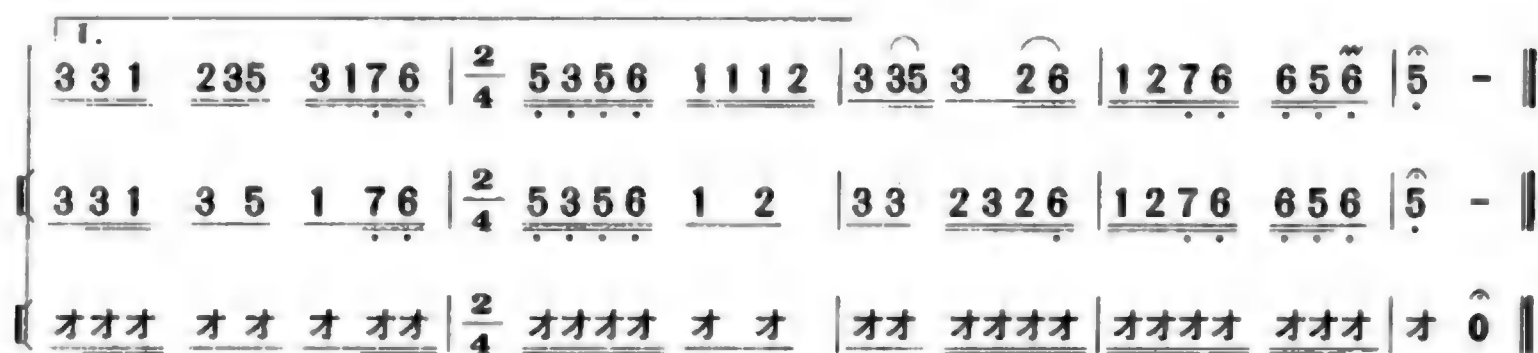 1.
3 3 1 2 3 5 3 1 7 6 | 2/4 5 3 5 6 1 1 1 2 | 3 3 5 3 2 6 | 1 2 7 6 6 5 6 | 5 - ‖
3 3 1 3 5 1 7 6 | 2/4 5 3 5 6 1 2 | 3 3 2 3 2 6 | 1 2 7 6 6 5 6 | 5 - ‖
オオオ オオ オ オオ | 2/4 オオオオ オ オ | オオ オオオオ | オオオオ オオオ | オ 0 ‖